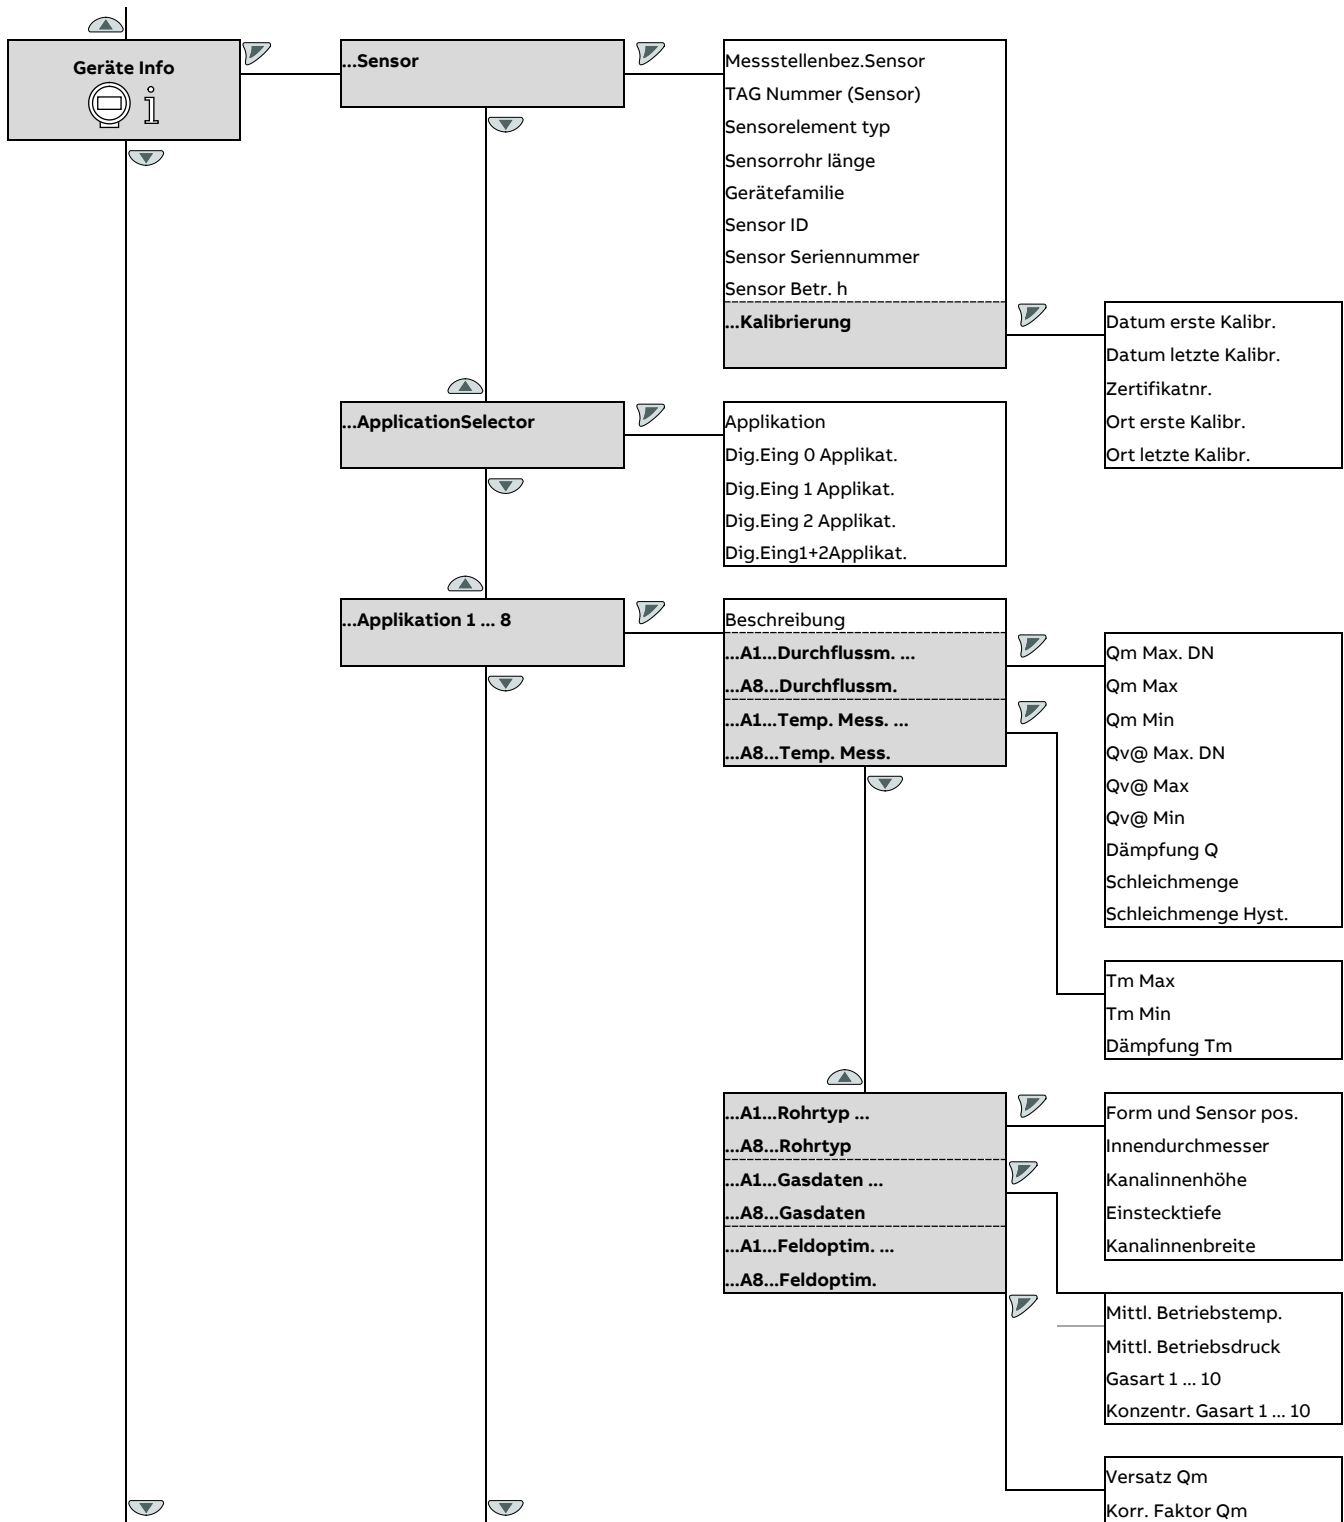 Geräte Info
i
...Sensor
Messstellenbez.Sensor
TAG Nummer (Sensor)
Sensorelement typ
Sensorrohr länge
Gerätefamilie
Sensor ID
Sensor Seriennummer
Sensor Betr. h
...Kalibrierung
Datum erste Kalibr.
Datum letzte Kalibr.
Zertifikatnr.
Ort erste Kalibr.
Ort letzte Kalibr.
...ApplicationSelector
Applikation
Dig.Eing 0 Applikat.
Dig.Eing 1 Applikat.
Dig.Eing 2 Applikat.
Dig.Eing1+2Applikat.
...Applikation 1 ... 8
Beschreibung
...A1...Durchflussm. ...
...A8...Durchflussm.
...A1...Temp. Mess. ...
...A8...Temp. Mess.
Qm Max. DN
Qm Max
Qm Min
Qv@ Max. DN
Qv@ Max
Qv@ Min
Dämpfung Q
Schleichmenge
Schleichmenge Hyst.
Tm Max
Tm Min
Dämpfung Tm
...A1...Rohrtyp ...
...A8...Rohrtyp
...A1...Gasdaten ...
...A8...Gasdaten
...A1...Feldoptim. ...
...A8...Feldoptim.
Form und Sensor pos.
Innendurchmesser
Kanalinnenhöhe
Einstecktiefe
Kanalinnenbreite
Mittl. Betriebstemp.
Mittl. Betriebsdruck
Gasart 1 ... 10
Konzentr. Gasart 1 ... 10
Versatz Qm
Korr. Faktor Qm